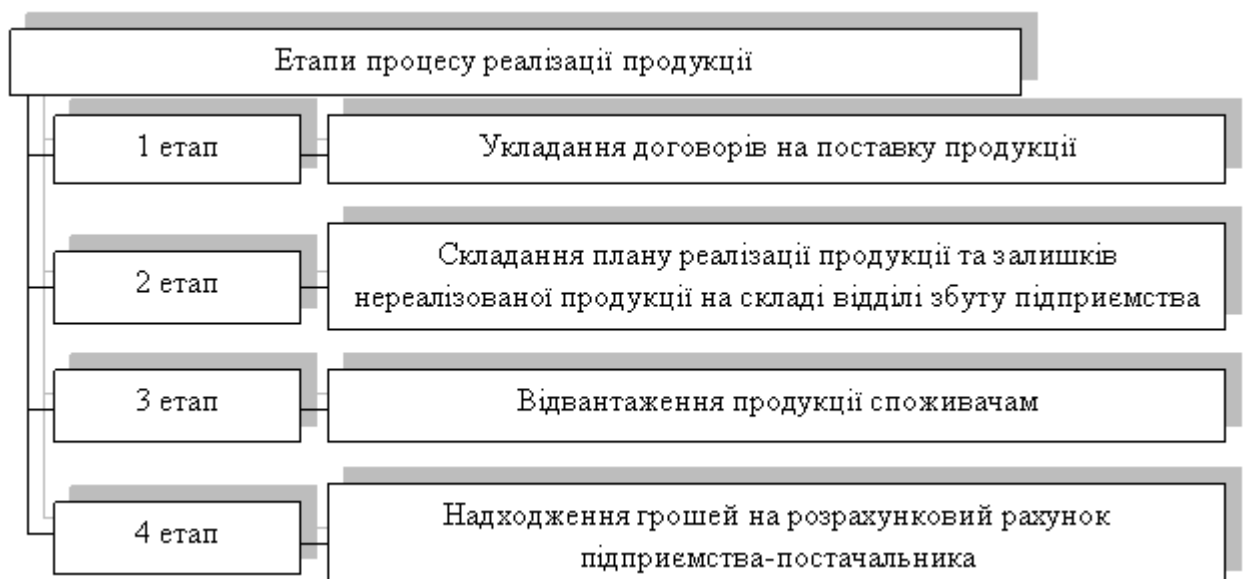 Етапи процесу реалізації продукції
1 етап
Укладання договорів на поставку продукції
2 етап
Складання плану реалізації продукції та залишків
нереалізованої продукції на складі відділі збуту підприємства
3 етап
Відвантаження продукції споживачам
4 етап
Надходження грошей на розрахунковий рахунок
підприємства-постачальника